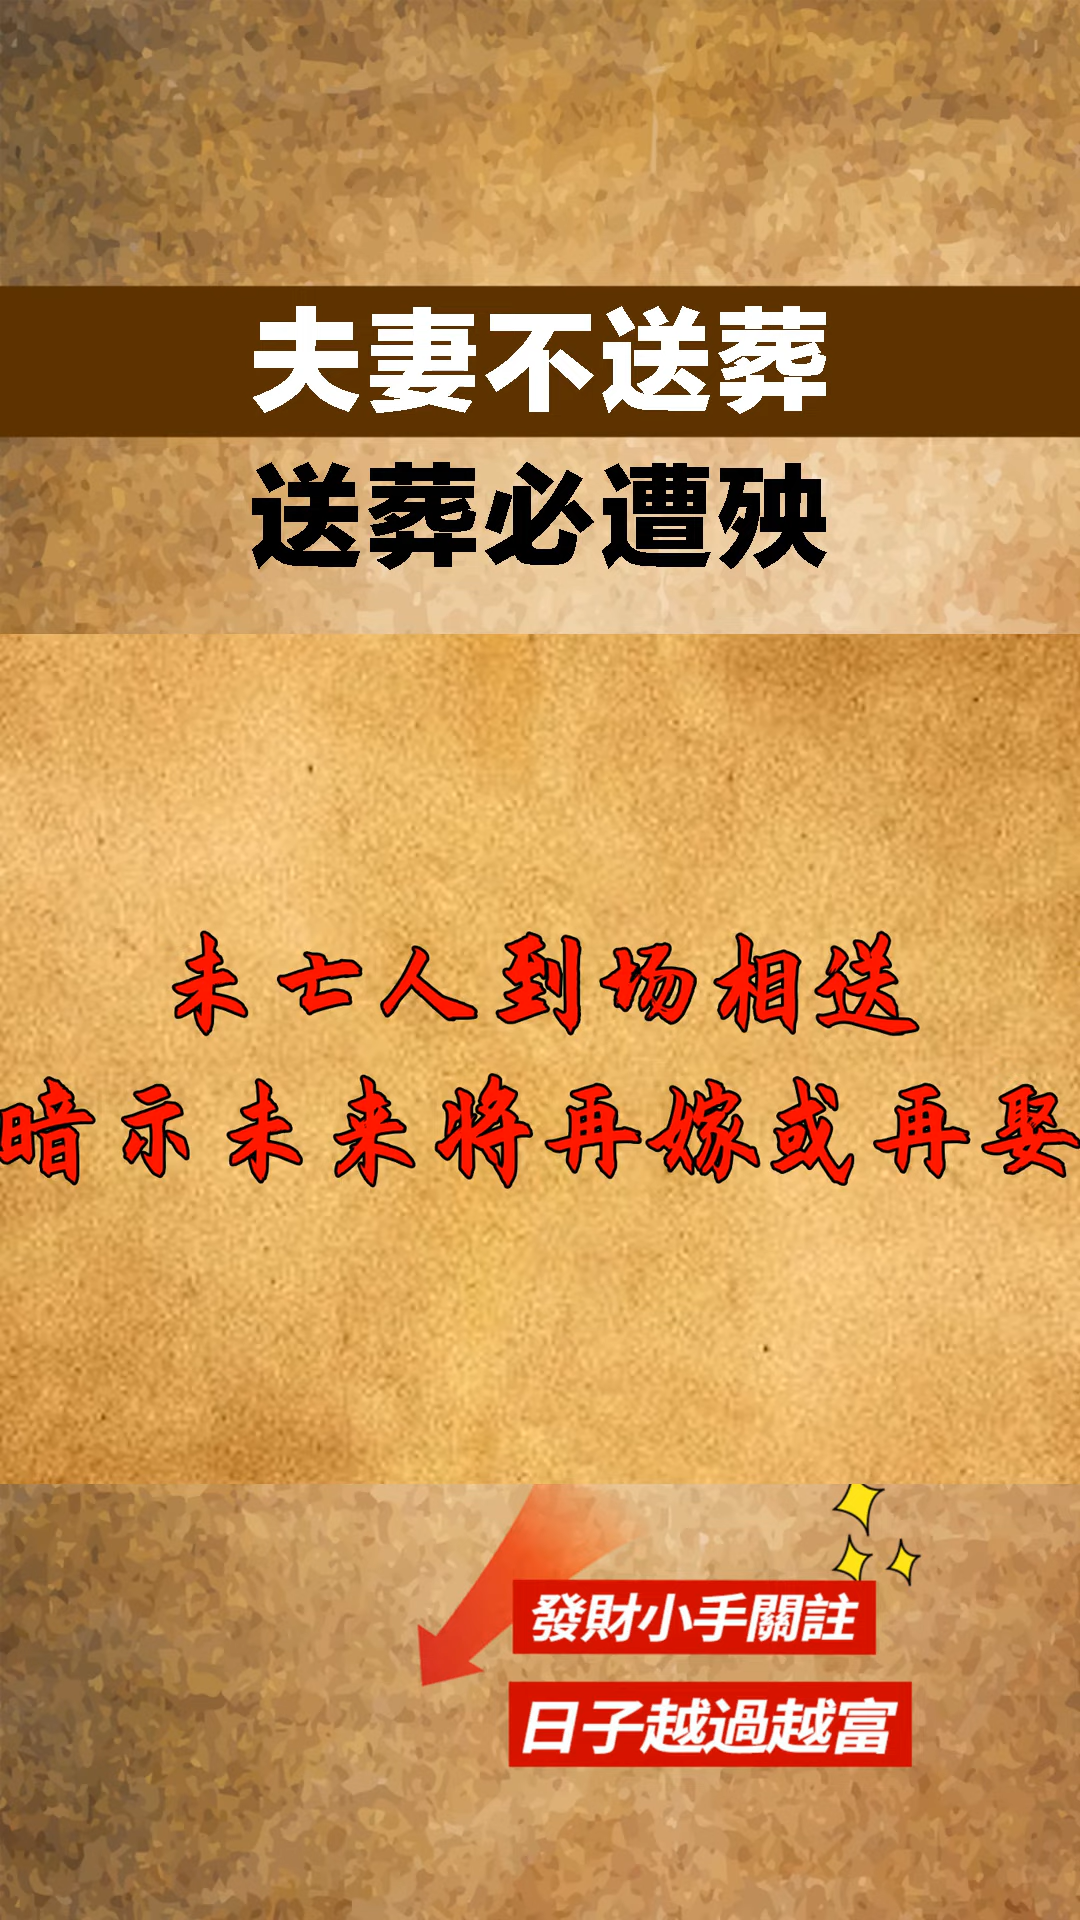 夫妻不送葬
送葬必遭殃
未亡人到场相送
暗示未来将再嫁或再娶
發財小手關註
日子越過越富